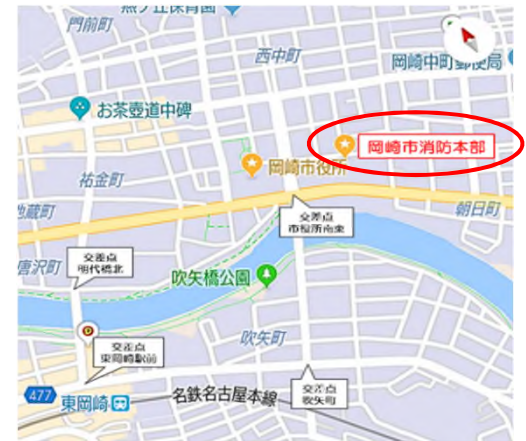 門前町
西中町
岡崎中町郵便局
お茶壺道中碑
岡崎市消防本部
岡崎市役所
祐金町
朝日町
交差点
市役所南東
唐沢町
交差点
明代橋北
吹矢橋公園
吹矢町
交差点
東岡崎駅前
477
東岡崎
名鉄名古屋本線
交差点
吹矢町